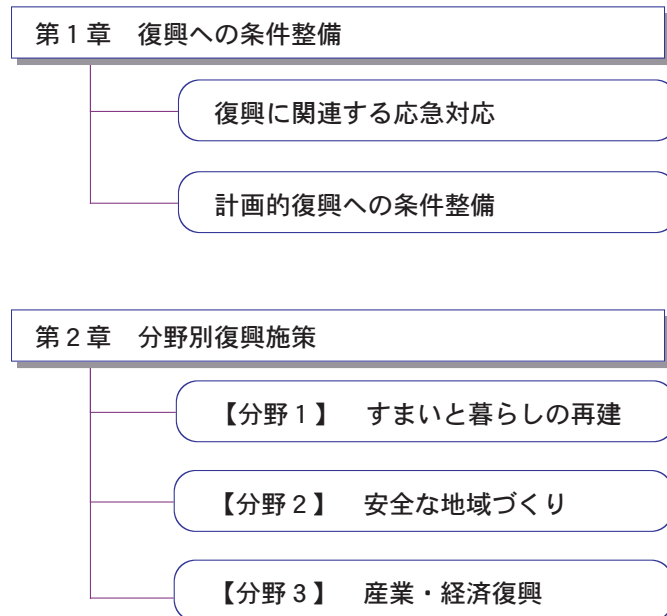 第1章　復興への条件整備
復興に関連する応急対応
計画的復興への条件整備
第2章　分野別復興施策
【分野1】　すまいと暮らしの再建
【分野2】　安全な地域づくり
【分野3】　産業・経済復興